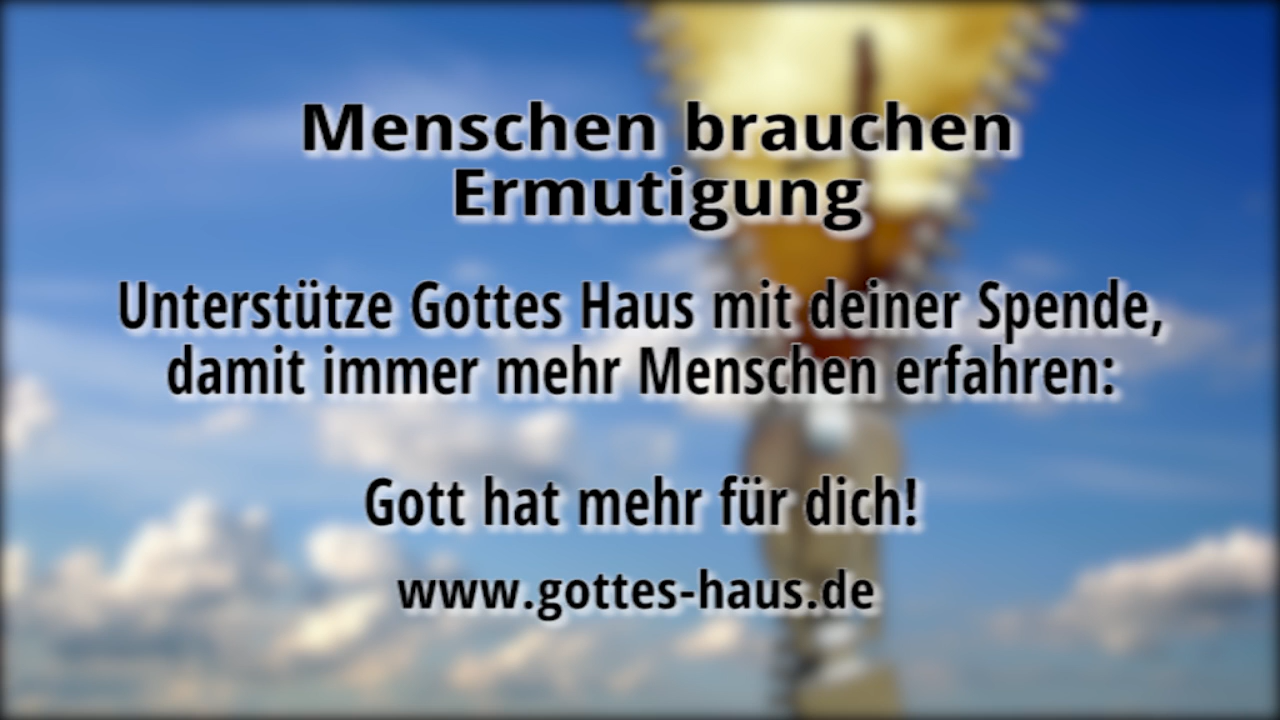 Menschen brauchen
Ermutigung
Unterstütze Gottes Haus mit deiner Spende,
damit immer mehr Menschen erfahren:
Gott hat mehr für dich!
www.gottes-haus.de